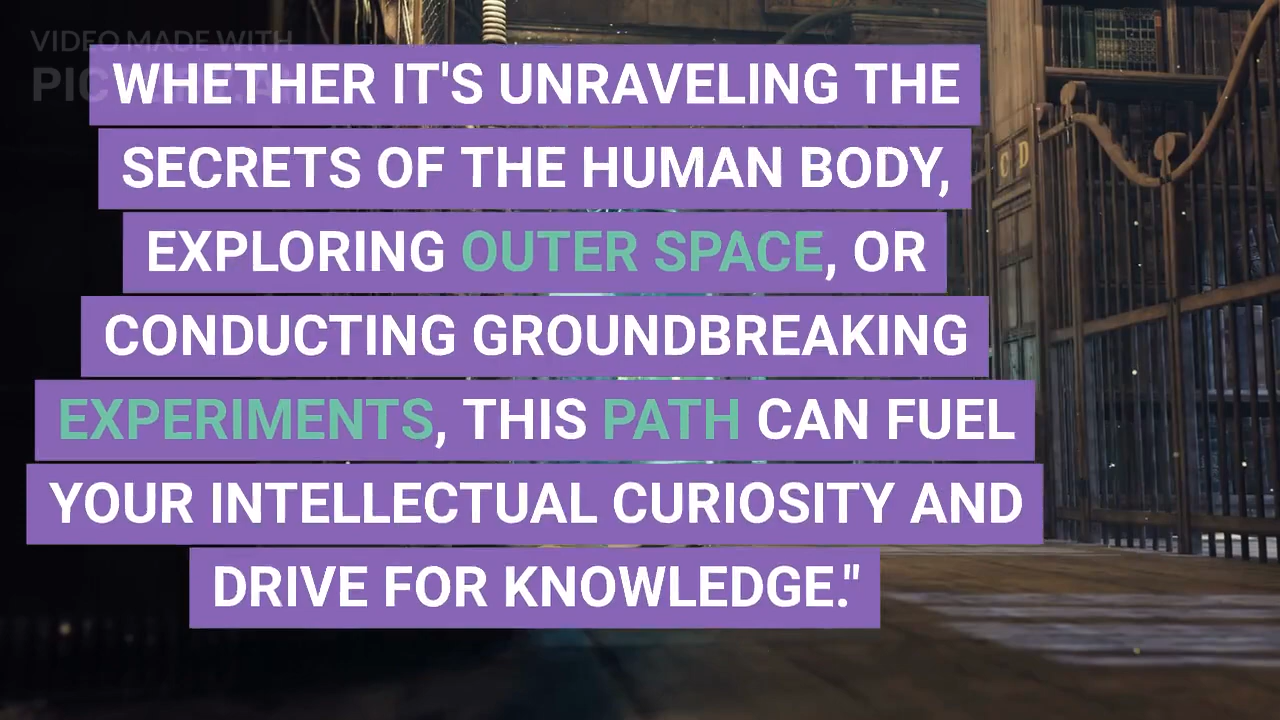 VIDEO MADE WITH
WHETHER IT'S UNRAVELING THE
SECRETS OF THE HUMAN BODY,
EXPLORING OUTER SPACE, OR
CONDUCTING GROUNDBREAKING
EXPERIMENTS, THIS PATH CAN FUEL
YOUR INTELLECTUAL CURIOSITY AND
DRIVE FOR KNOWLEDGE."
C D